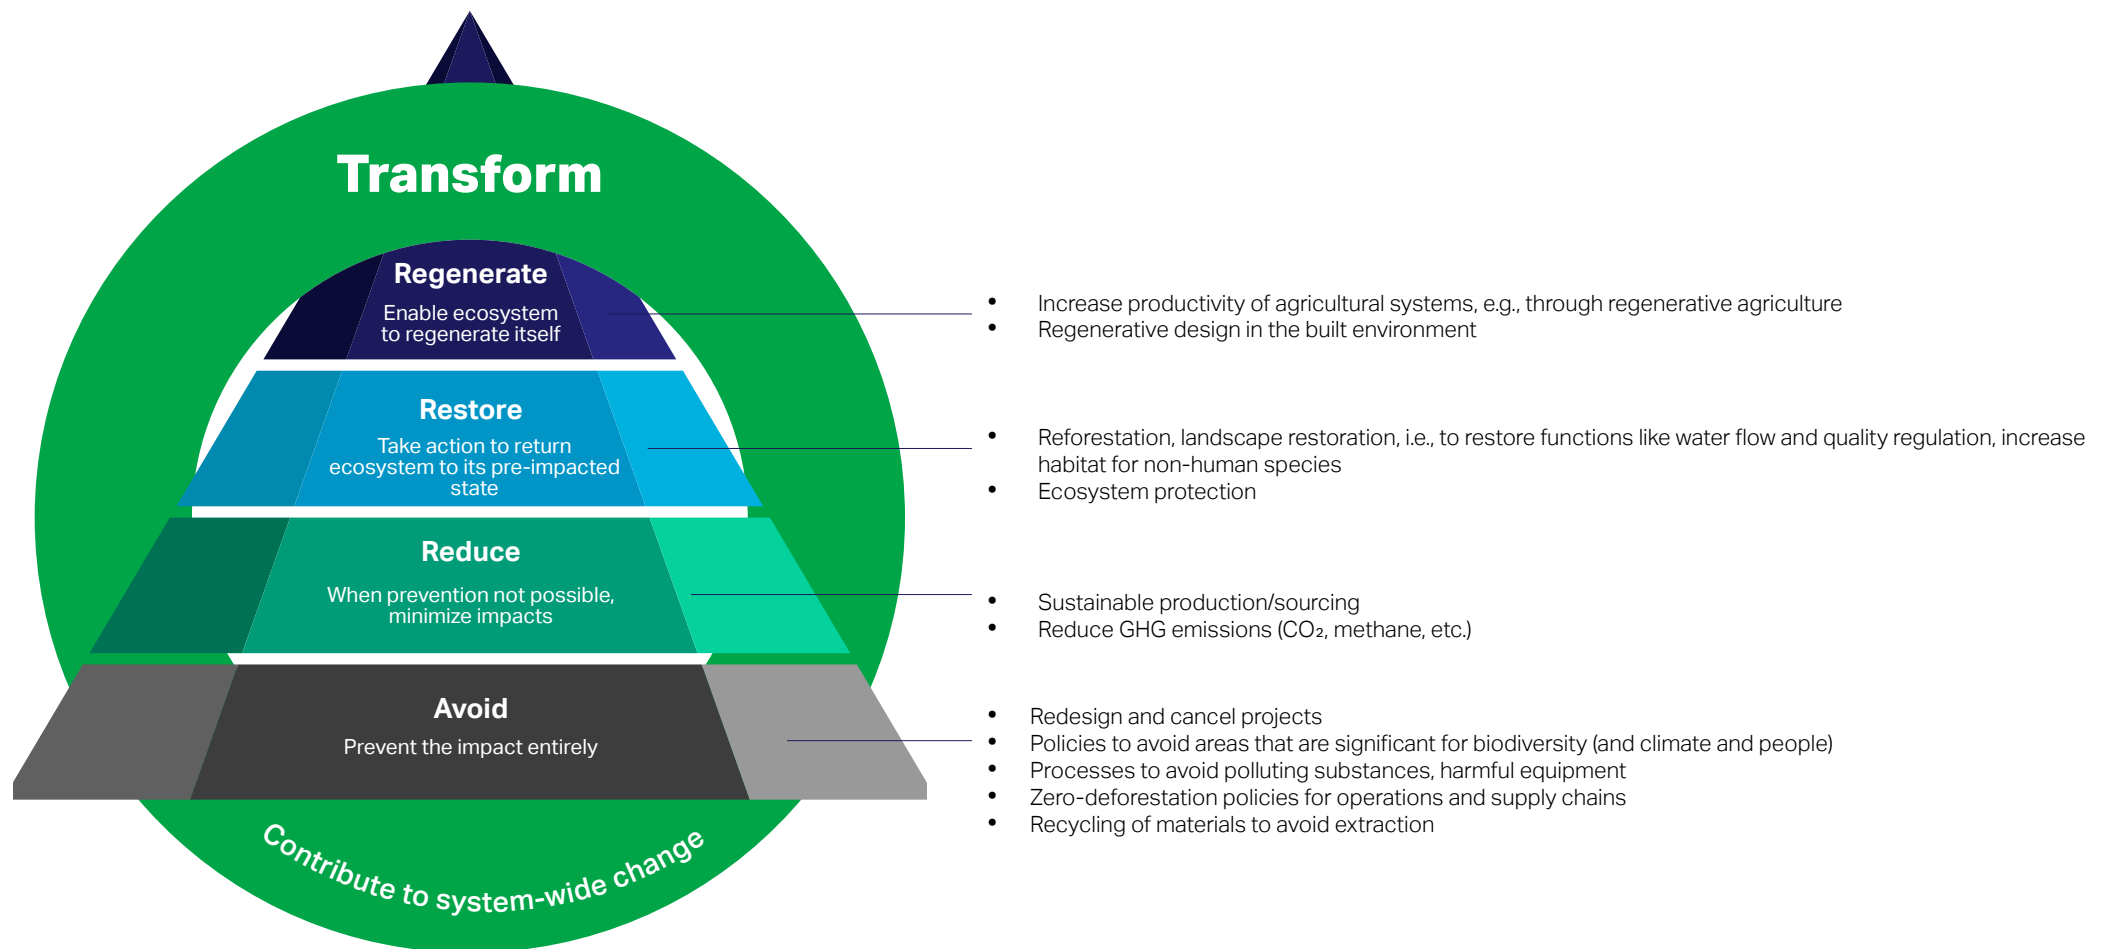 Transform
Regenerate
Enable ecosystem
to regenerate itself
• Increase productivity of agricultural systems, e.g., through regenerative agriculture
• Regenerative design in the built environment
Restore
Take action to return
ecosystem to its pre-impacted
state
• Reforestation, landscape restoration, i.e., to restore functions like water flow and quality regulation, increase
habitat for non-human species
• Ecosystem protection
Reduce
When prevention not possible,
minimize impacts
• Sustainable production/sourcing
• Reduce GHG emissions (CO₂, methane, etc.)
Avoid
Prevent the impact entirely
• Redesign and cancel projects
• Policies to avoid areas that are significant for biodiversity (and climate and people)
• Processes to avoid polluting substances, harmful equipment
• Zero-deforestation policies for operations and supply chains
• Recycling of materials to avoid extraction
Contribute to system-wide change